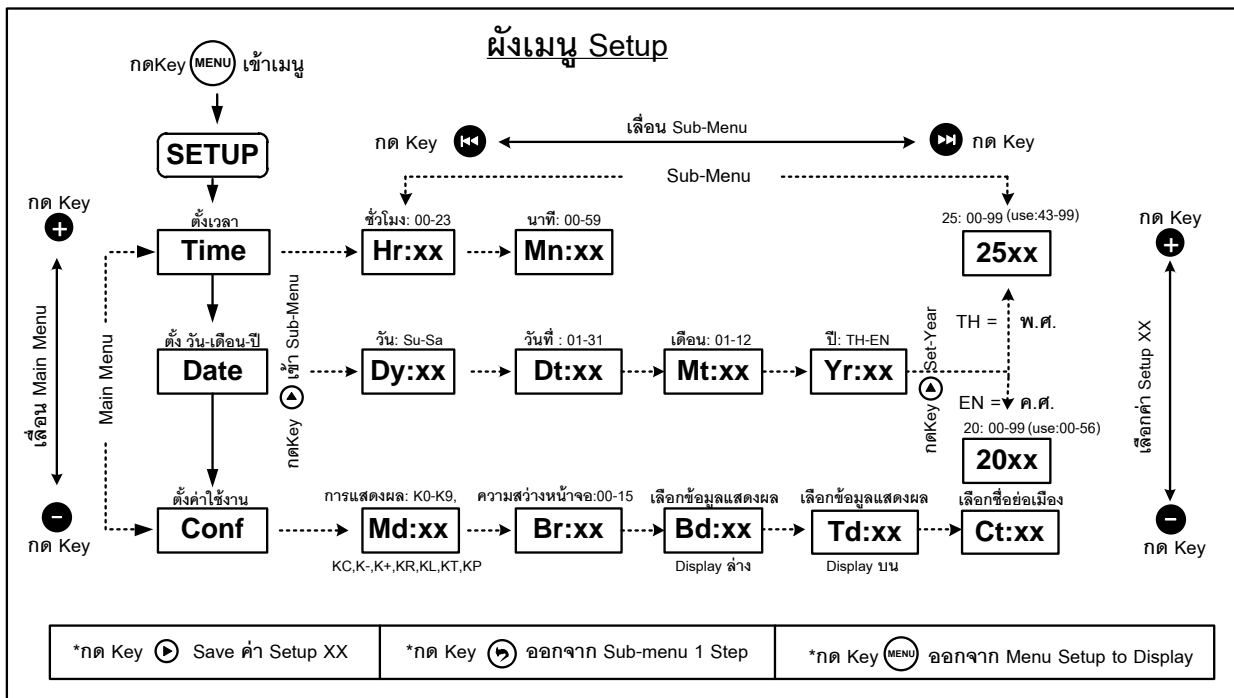 ผังเมนู Setup
กดKey MENU เข้าเมนู
SETUP
กด Key เลื่อน Sub-Menu กด Key
Sub-Menu
กด Key
เลื่อน Main Menu
กด Key
Main Menu
ตั้งเวลา
Time
ชั่วโมง: 00-23
Hr:xx
นาที: 00-59
Mn:xx
25: 00-99 (use:43-99)
25xx
กดKey เข้า Sub-Menu
ตั้ง วัน-เดือน-ปี
Date
วัน: Su-Sa
Dy:xx
วันที่ : 01-31
Dt:xx
เดือน: 01-12
Mt:xx
ปี: TH-EN
Yr:xx
กดKey Set-Year
TH = พ.ศ.
EN = ค.ศ.
20: 00-99 (use:00-56)
20xx
กด Key
เลือกค่า Setup XX
กด Key
ตั้งค่าใช้งาน
Conf
การแสดงผล: K0-K9,
Md:xx
KC,K-,K+,KR,KL,KT,KP
ความสว่างหน้าจอ:00-15
Br:xx
เลือกข้อมูลแสดงผล
Bd:xx
Display ล่าง
เลือกข้อมูลแสดงผล
Td:xx
Display บน
เลือกชื่อย่อเมือง
Ct:xx
*กด Key Save ค่า Setup XX
*กด Key ออกจาก Sub-menu 1 Step
*กด Key MENU ออกจาก Menu Setup to Display